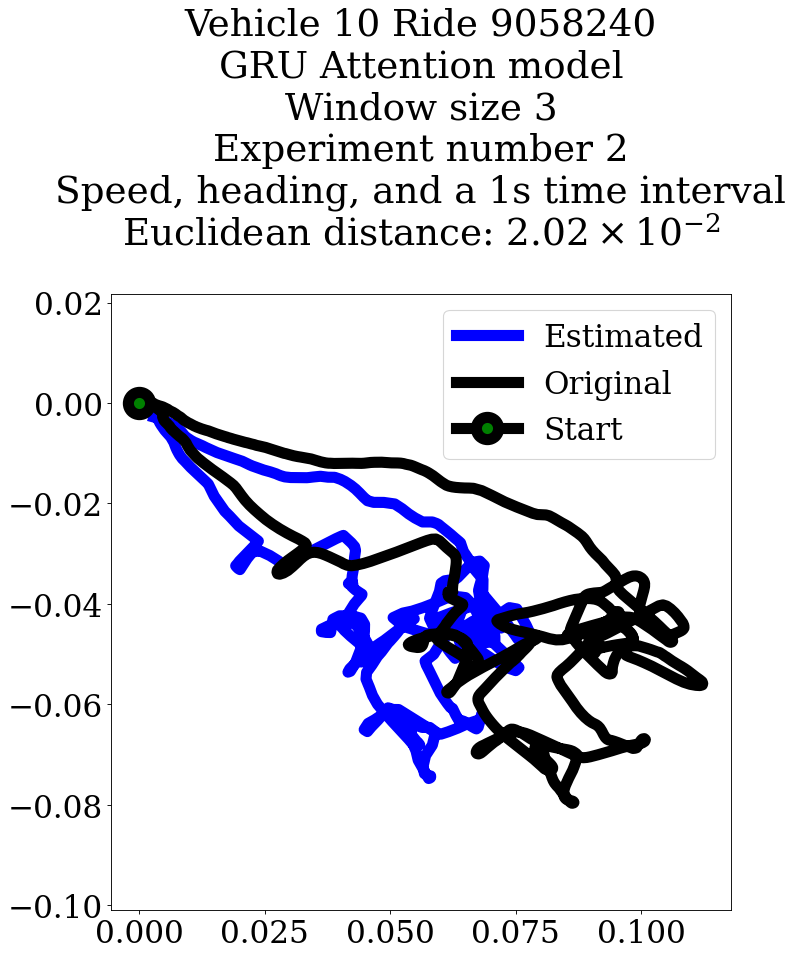 Vehicle 10 Ride 9058240
GRU Attention model
Window size 3
Experiment number 2
Speed, heading, and a 1s time interval
Euclidean distance: 2.02 × 10⁻²
Estimated
Original
Start
0.02
0.00
−0.02
−0.04
−0.06
−0.08
−0.10
0.000 0.025 0.050 0.075 0.100